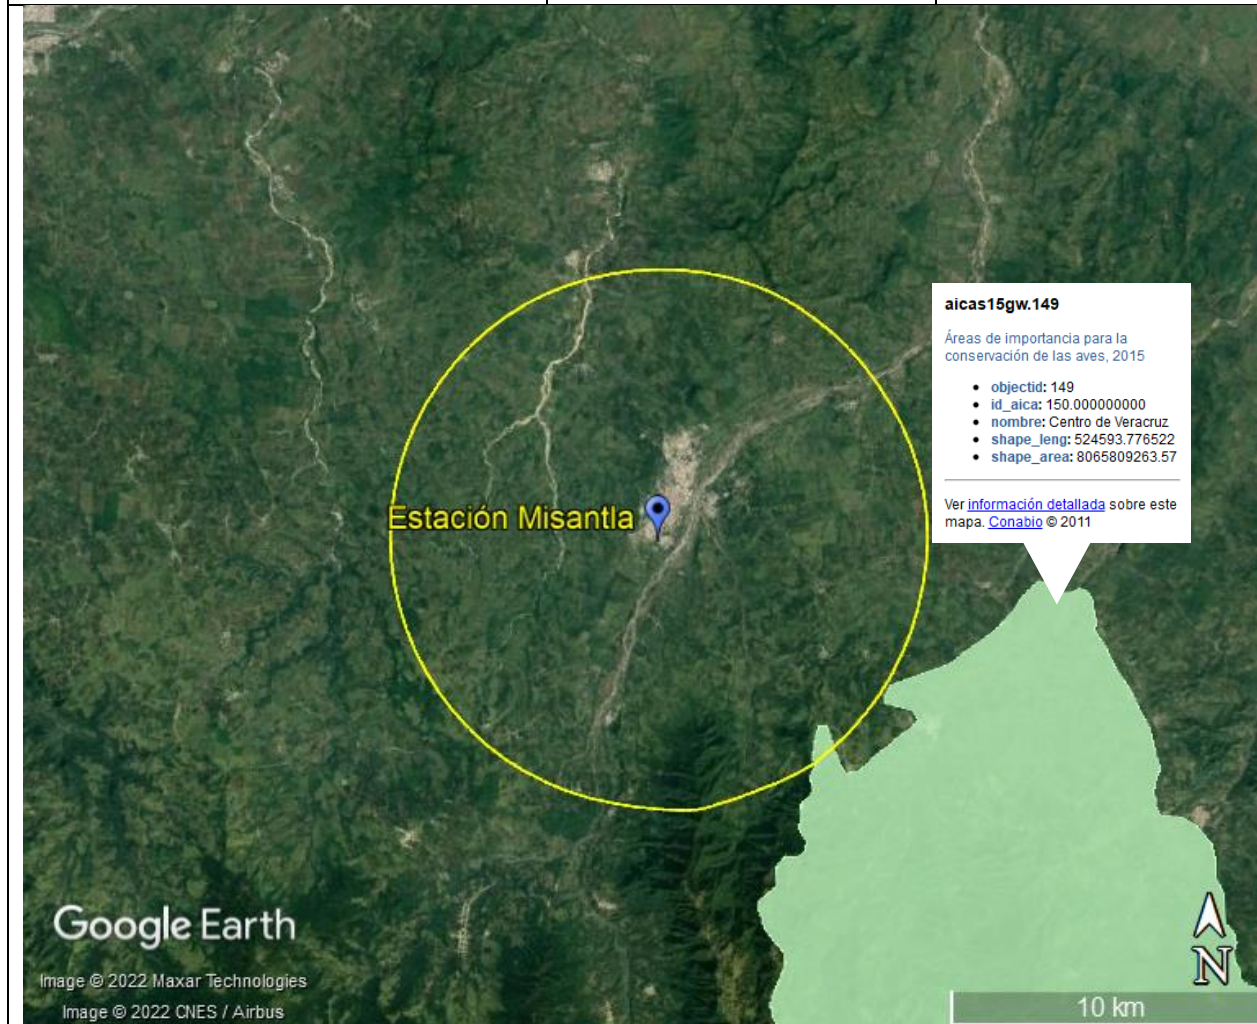 aicas15gw.149
Áreas de importancia para la
conservación de las aves, 2015
objectid: 149
id_aica: 150.000000000
nombre: Centro de Veracruz
shape_leng: 524593.776522
shape_area: 8065809263.57
Ver información detallada sobre este
mapa. Conabio © 2011
Estación Misantla
Google Earth
Image © 2022 Maxar Technologies
Image © 2022 CNES / Airbus
N
10 km